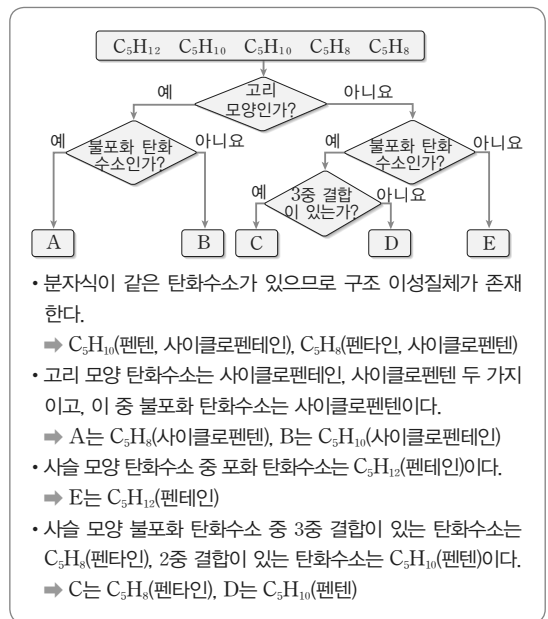 C₅H₁₂ C₅H₁₀ C₅H₁₀ C₅H₈ C₅H₈
고리
모양인가?
예
아니요
불포화 탄화
수소인가?
예
아니요
불포화 탄화
수소인가?
예
아니요
3중 결합
이 있는가?
예
아니요
A
B
C
D
E
• 분자식이 같은 탄화수소가 있으므로 구조 이성질체가 존재
한다.
➡ C₅H₁₀(펜텐, 사이클로펜테인), C₅H₈(펜타인, 사이클로펜텐)
• 고리 모양 탄화수소는 사이클로펜테인, 사이클로펜텐 두 가지
이고, 이 중 불포화 탄화수소는 사이클로펜텐이다.
➡ A는 C₅H₈(사이클로펜텐), B는 C₅H₁₀(사이클로펜테인)
• 사슬 모양 탄화수소 중 포화 탄화수소는 C₅H₁₂(펜테인)이다.
➡ E는 C₅H₁₂(펜테인)
• 사슬 모양 불포화 탄화수소 중 3중 결합이 있는 탄화수소는
C₅H₈(펜타인), 2중 결합이 있는 탄화수소는 C₅H₁₀(펜텐)이다.
➡ C는 C₅H₈(펜타인), D는 C₅H₁₀(펜텐)